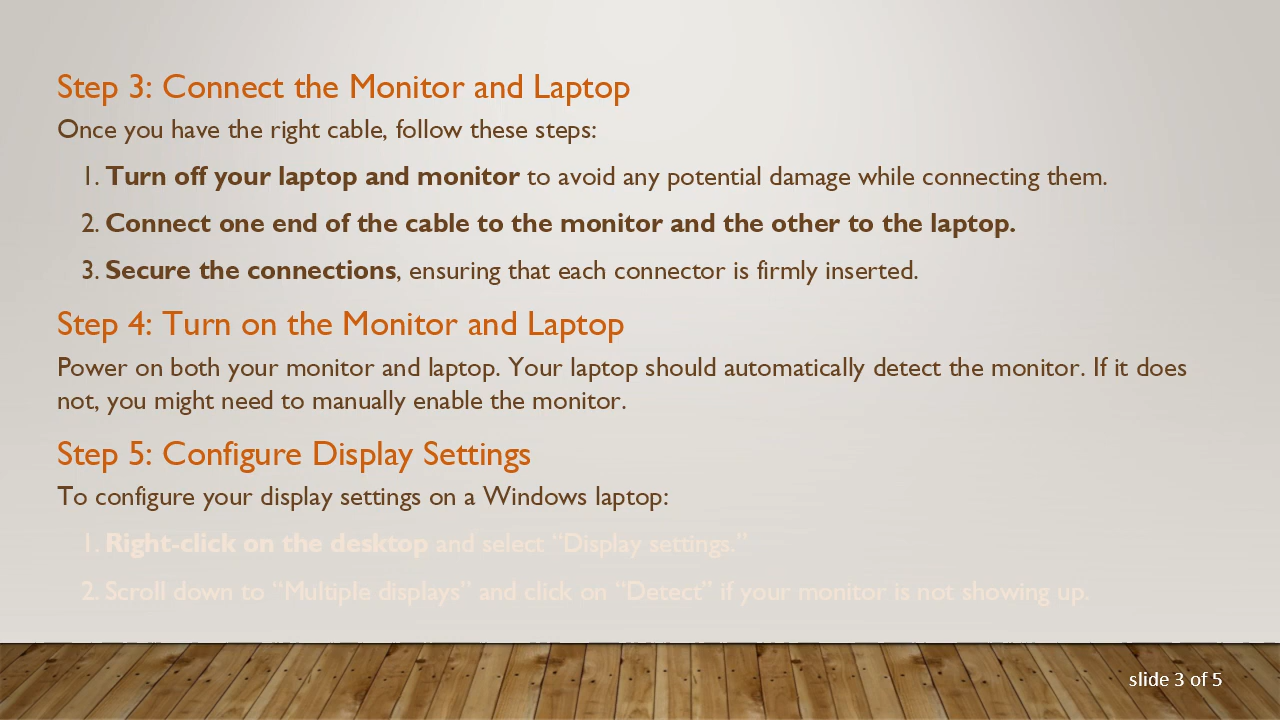 Step 3: Connect the Monitor and Laptop
Once you have the right cable, follow these steps:
1. Turn off your laptop and monitor to avoid any potential damage while connecting them.
2. Connect one end of the cable to the monitor and the other to the laptop.
3. Secure the connections, ensuring that each connector is firmly inserted.
Step 4: Turn on the Monitor and Laptop
Power on both your monitor and laptop. Your laptop should automatically detect the monitor. If it does
not, you might need to manually enable the monitor.
Step 5: Configure Display Settings
To configure your display settings on a Windows laptop:
1. Right-click on the desktop and select “Display settings.”
2. Scroll down to “Multiple displays” and click on “Detect” if your monitor is not showing up.
slide 3 of 5